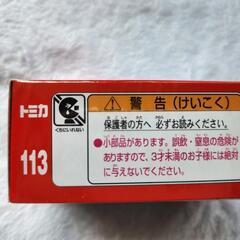 トミカ
くちにいれない
113
警告(けいこく)
保護者の方へ 必ずお読みください。
●小部品があります。誤飲・窒息の危険が
ありますので、3才未満のお子様には絶対
に与えないでください。